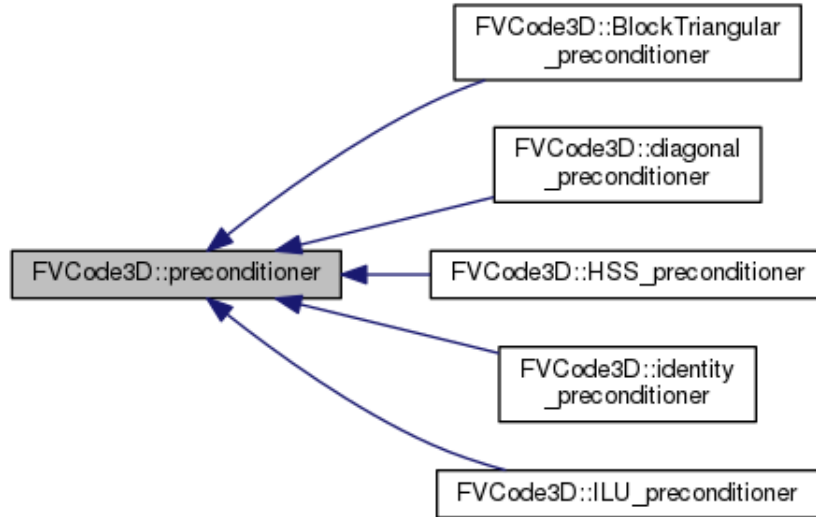 FVCode3D::BlockTriangular
_preconditioner
FVCode3D::diagonal
_preconditioner
FVCode3D::preconditioner
FVCode3D::HSS_preconditioner
FVCode3D::identity
_preconditioner
FVCode3D::ILU_preconditioner